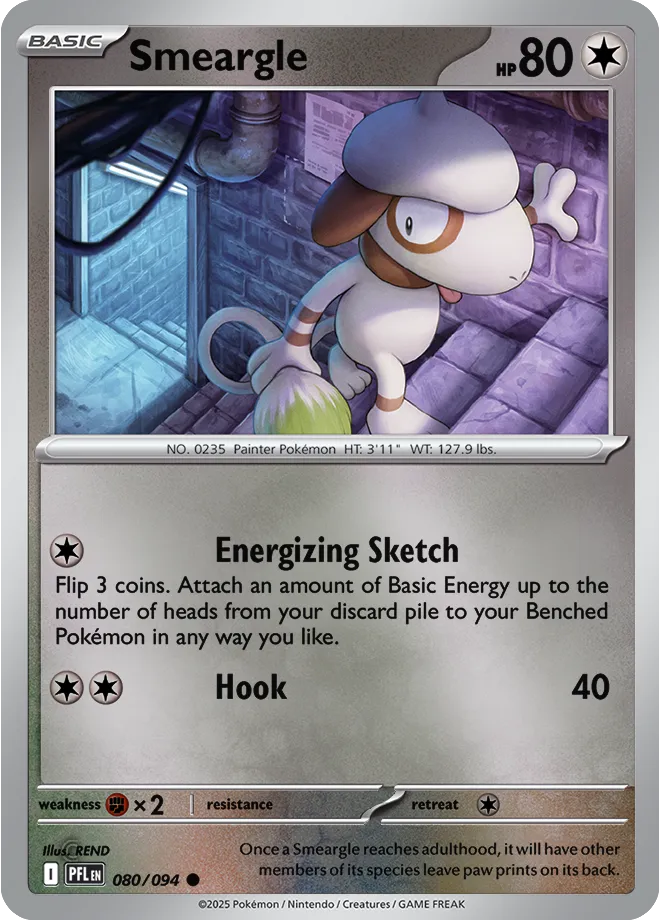 BASIC
Smeargle
HP 80
NO. 0235 Painter Pokémon HT: 3'11" WT: 127.9 lbs.
Energizing Sketch
Flip 3 coins. Attach an amount of Basic Energy up to the
number of heads from your discard pile to your Benched
Pokémon in any way you like.
Hook 40
weakness ×2 resistance retreat
Illus. REND
Once a Smeargle reaches adulthood, it will have other
members of its species leave paw prints on its back.
I PFL EN 080/094
©2025 Pokémon / Nintendo / Creatures / GAME FREAK